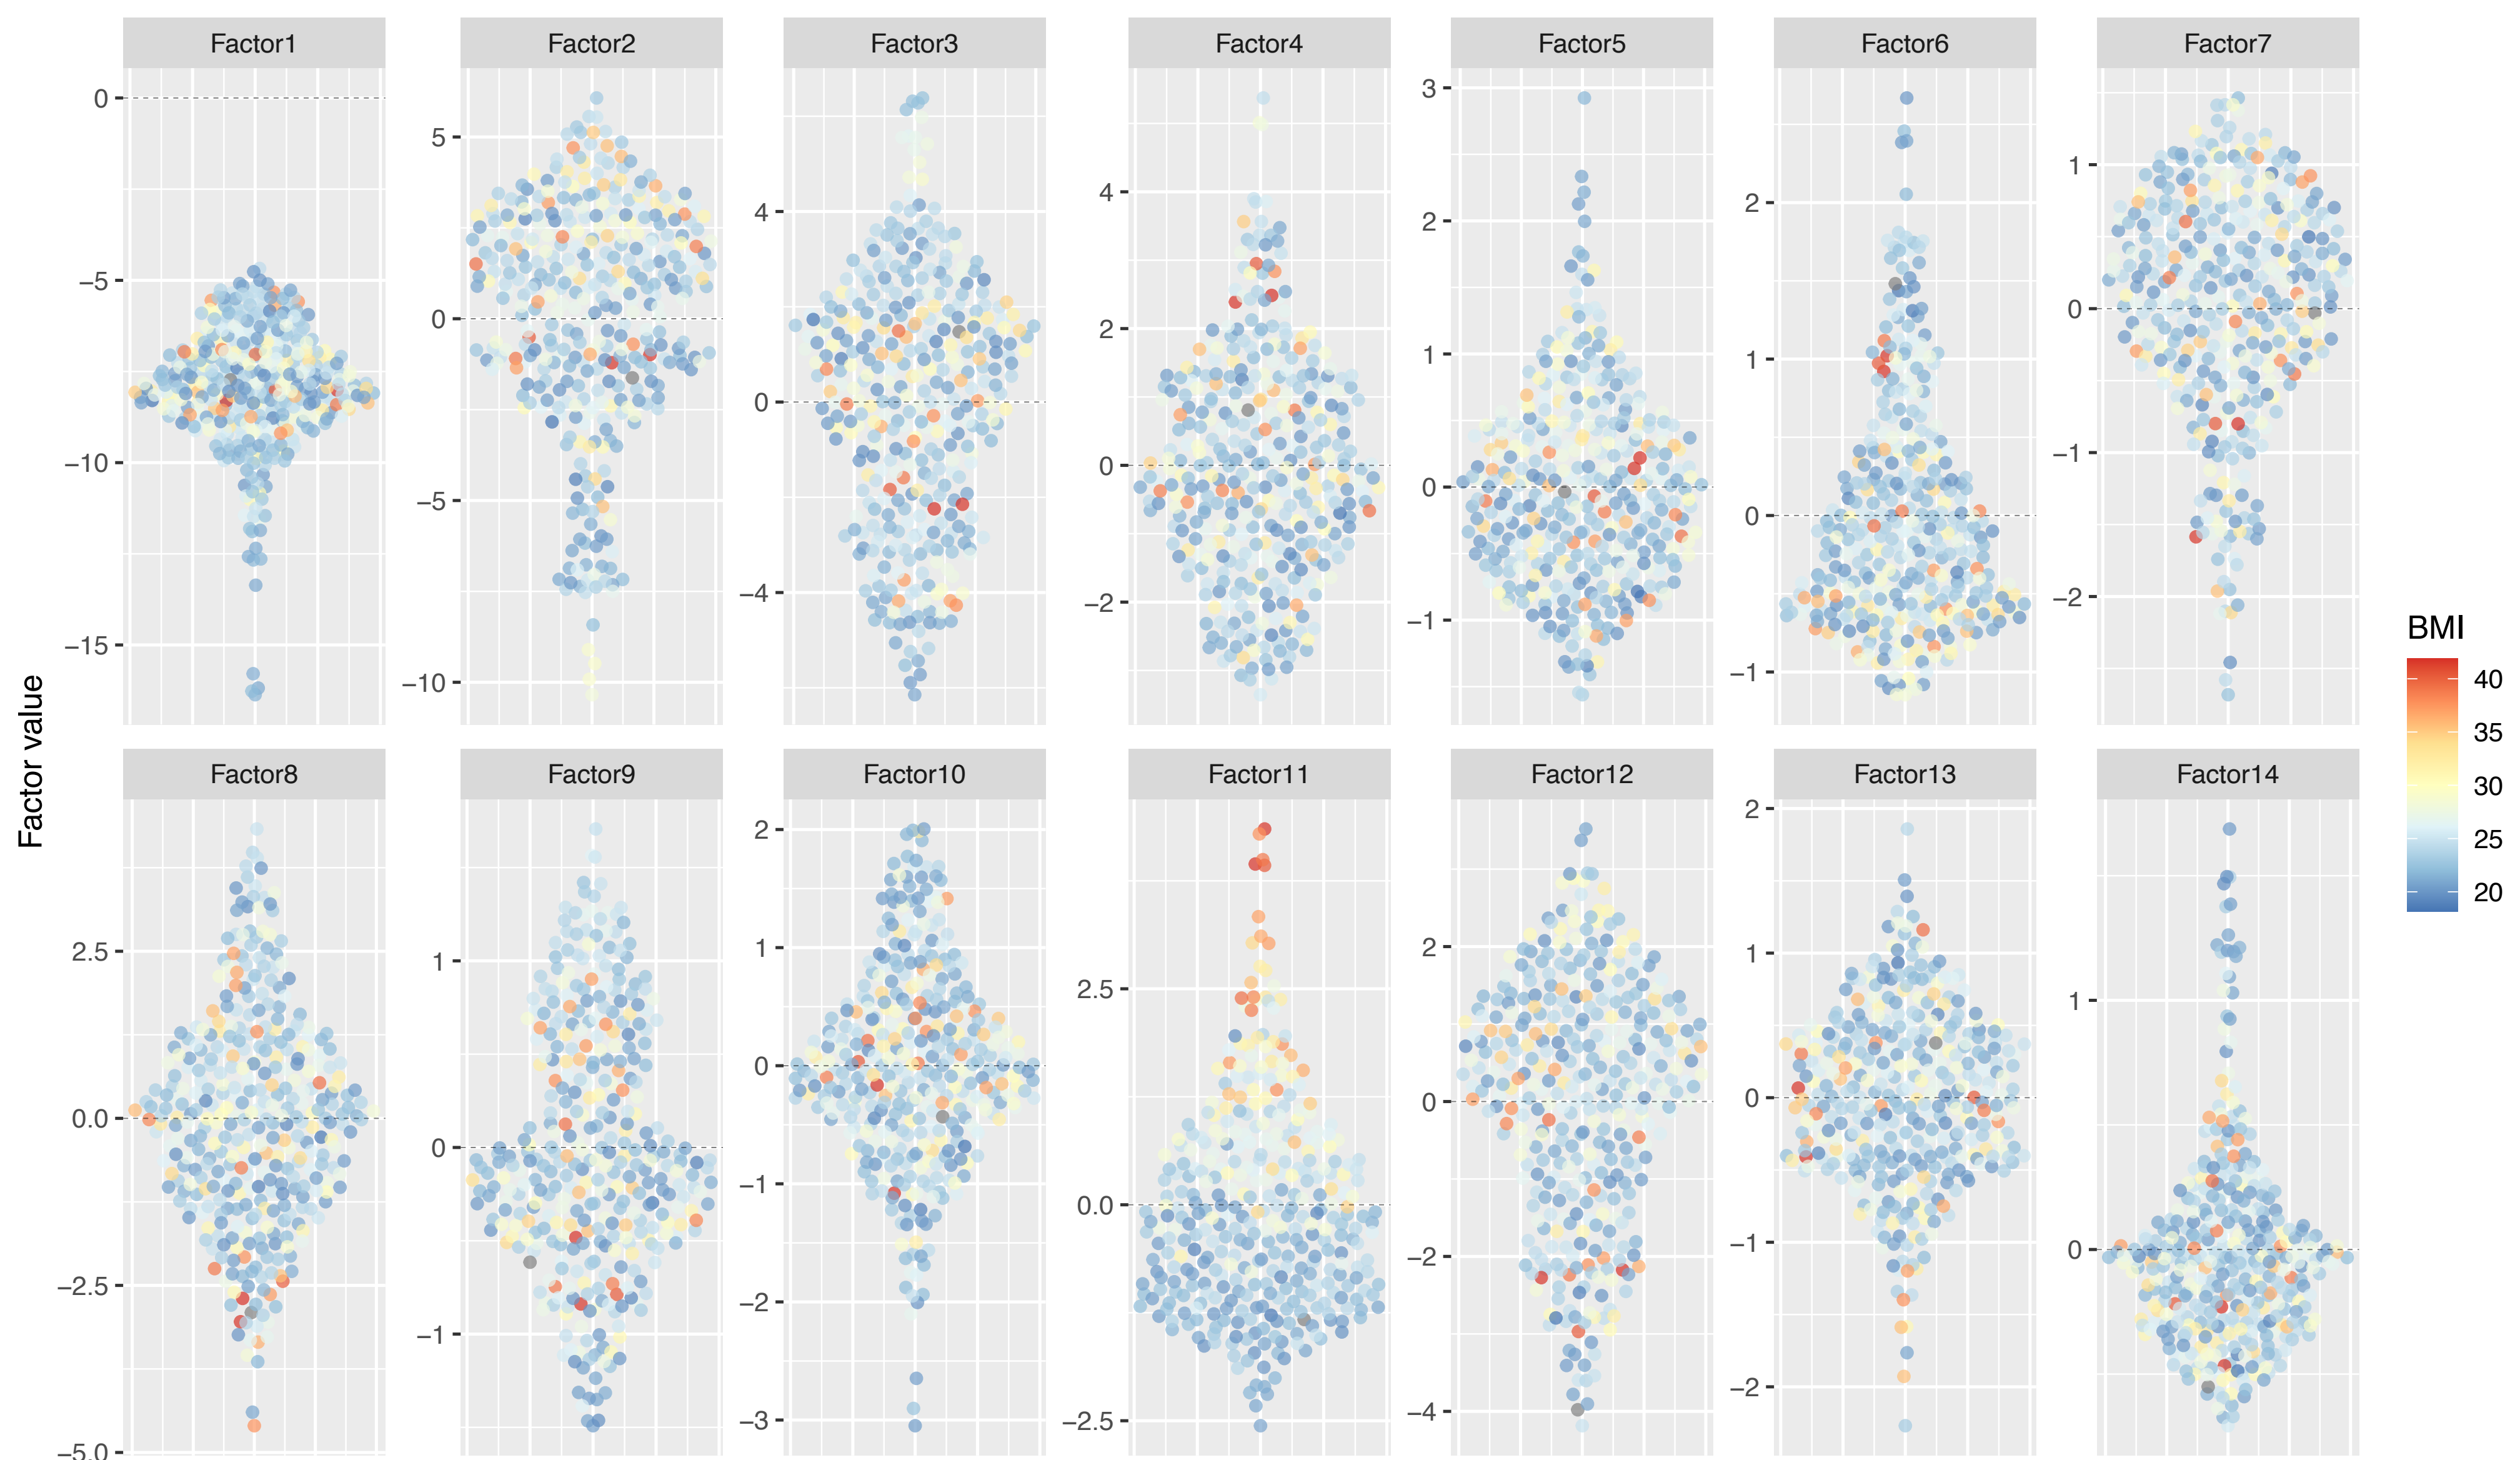 Factor1 Factor2 Factor3 Factor4 Factor5 Factor6 Factor7
0 −5 −10 −15
5 0 −5 −10
4 0 −4
4 2 0 −2
3 2 1 0 −1
2 1 0 −1
1 0 −1 −2
Factor value
BMI
40
35
30
25
20
Factor8 Factor9 Factor10 Factor11 Factor12 Factor13 Factor14
2.5 0.0 −2.5 −5.0
1 0 −1
2 1 0 −1 −2 −3
2.5 0.0 −2.5
2 0 −2 −4
2 1 0 −1 −2
1 0